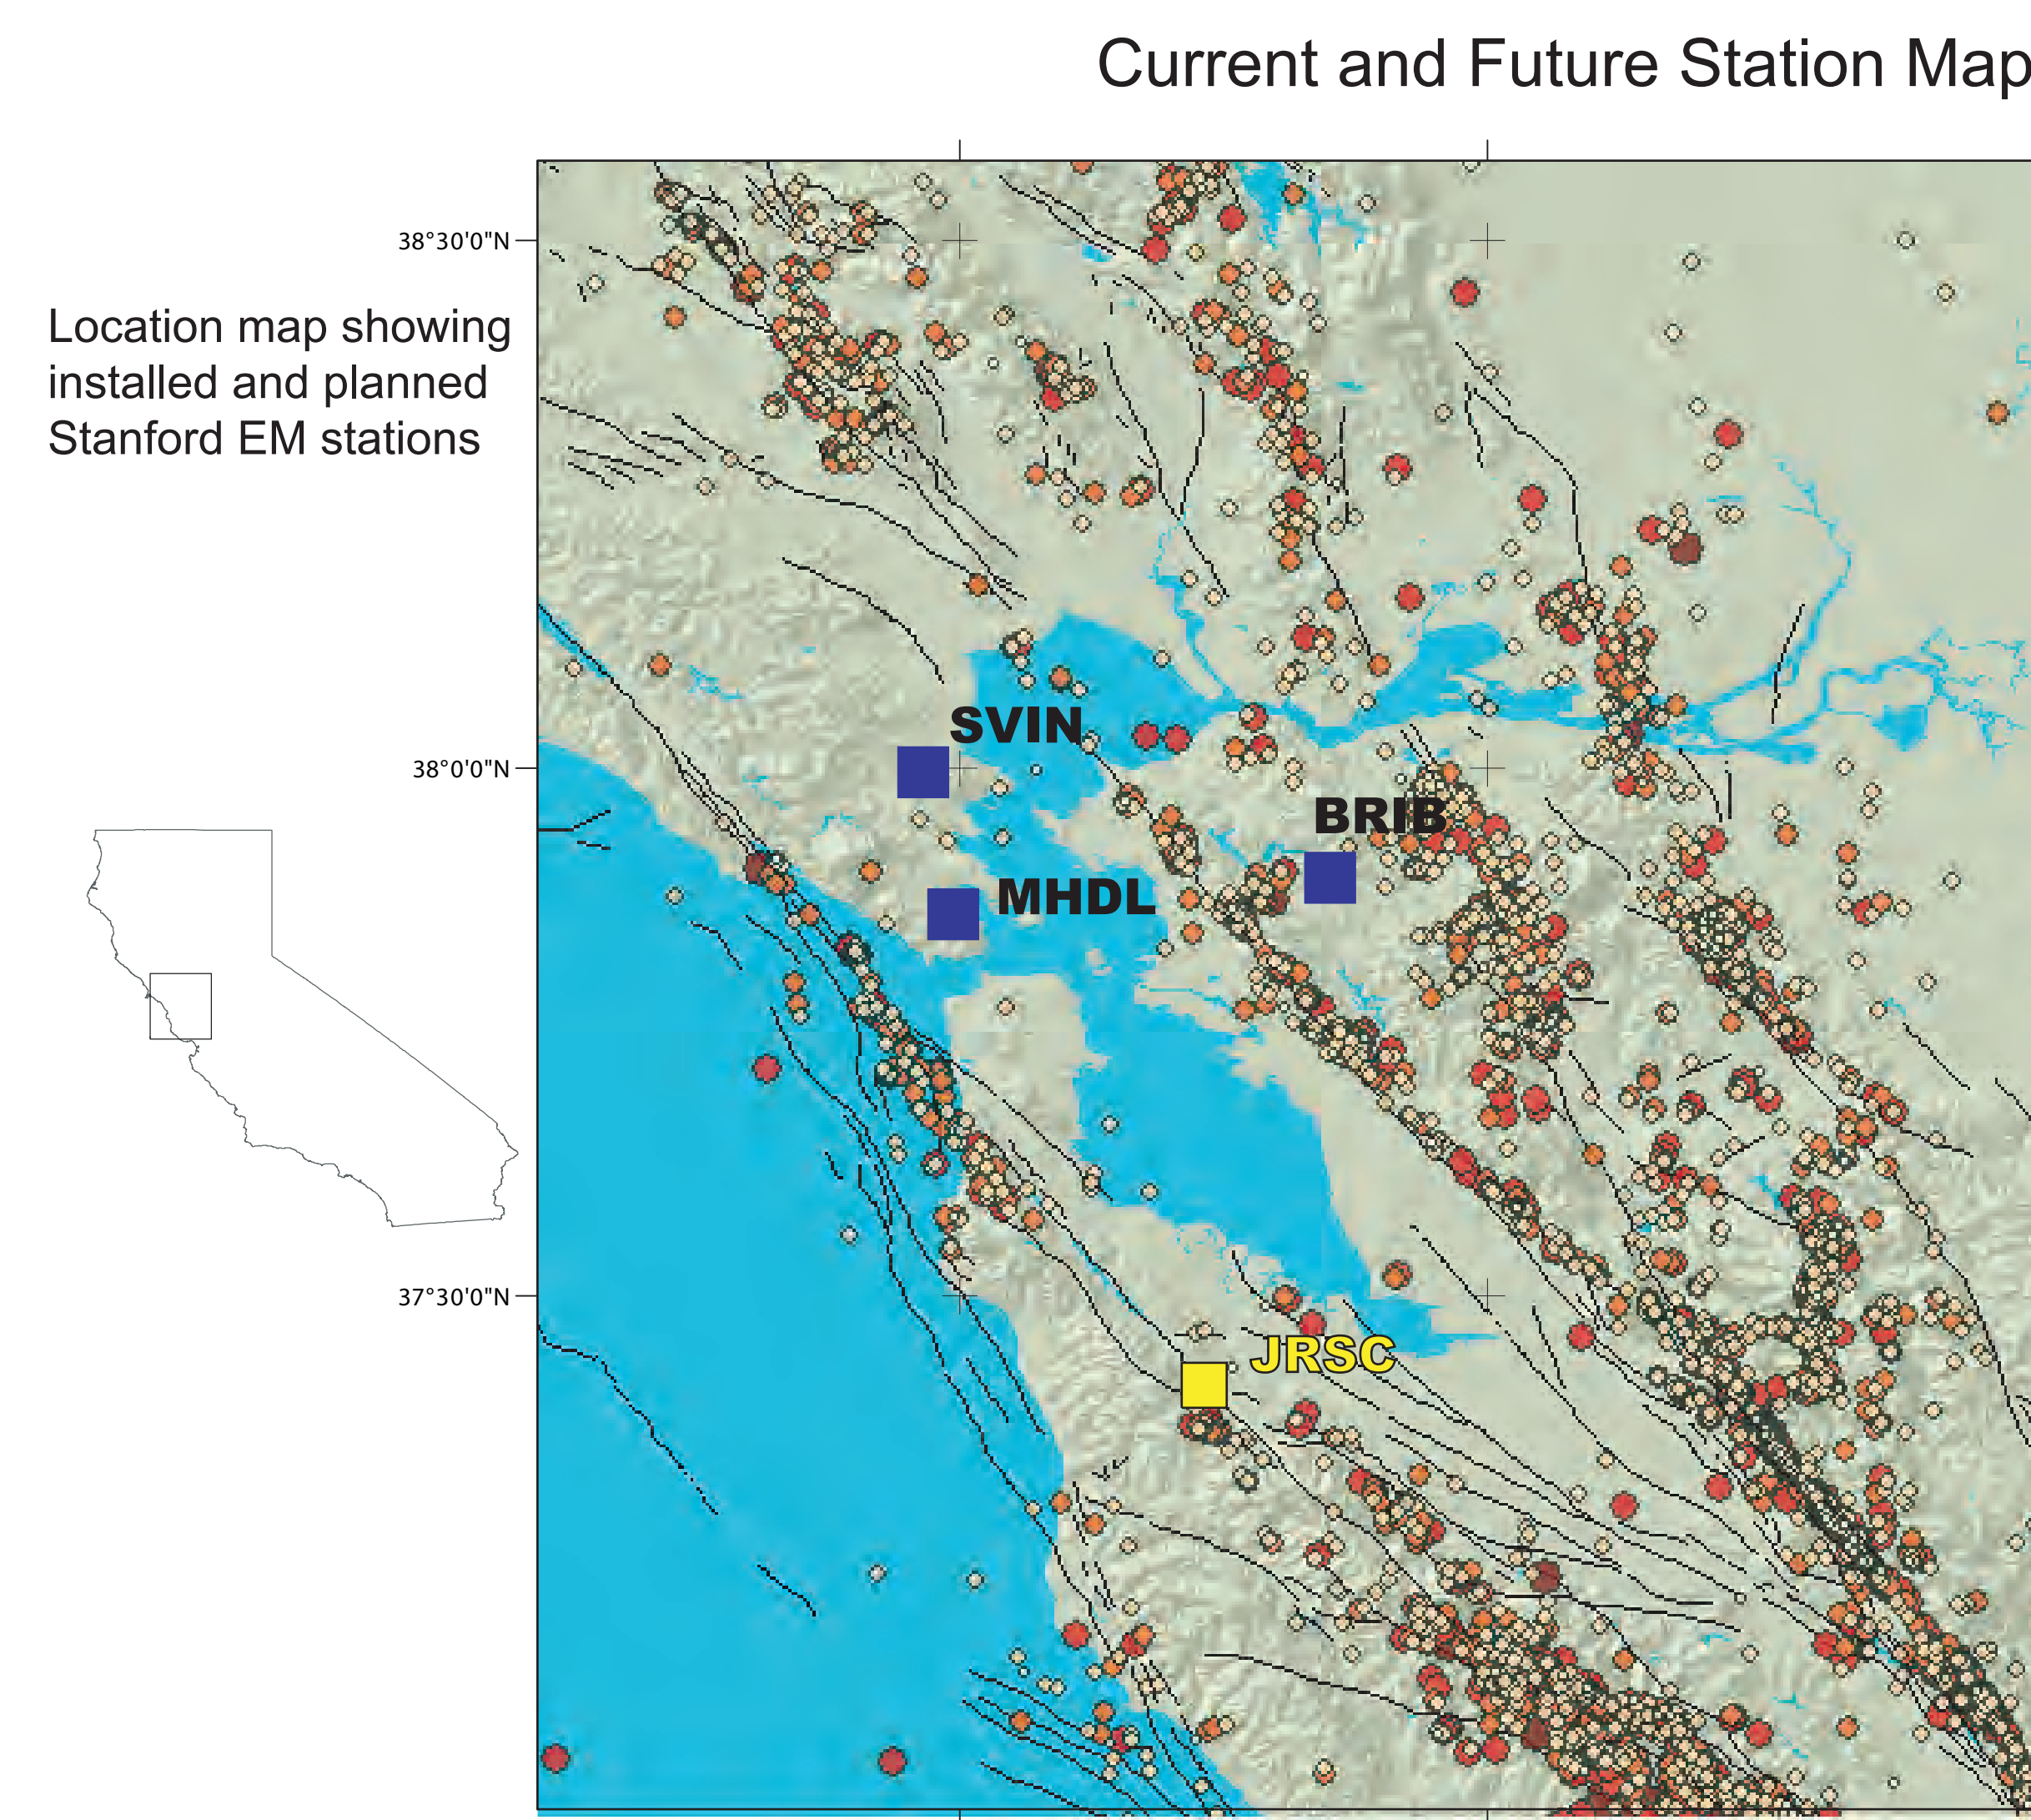 Current and Future Station Map
38°30'0"N
Location map showing
installed and planned
Stanford EM stations
SVIN
38°0'0"N
BRIB
MHDL
37°30'0"N
JRSC